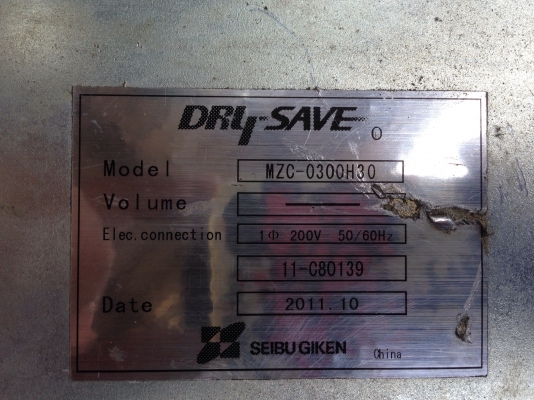 DRY-SAVE O
Model MZC-0300H30
Volume ———
Elec.connection 1Φ 200V 50/60Hz
11-C80139
Date 2011.10
SEIBU GIKEN China